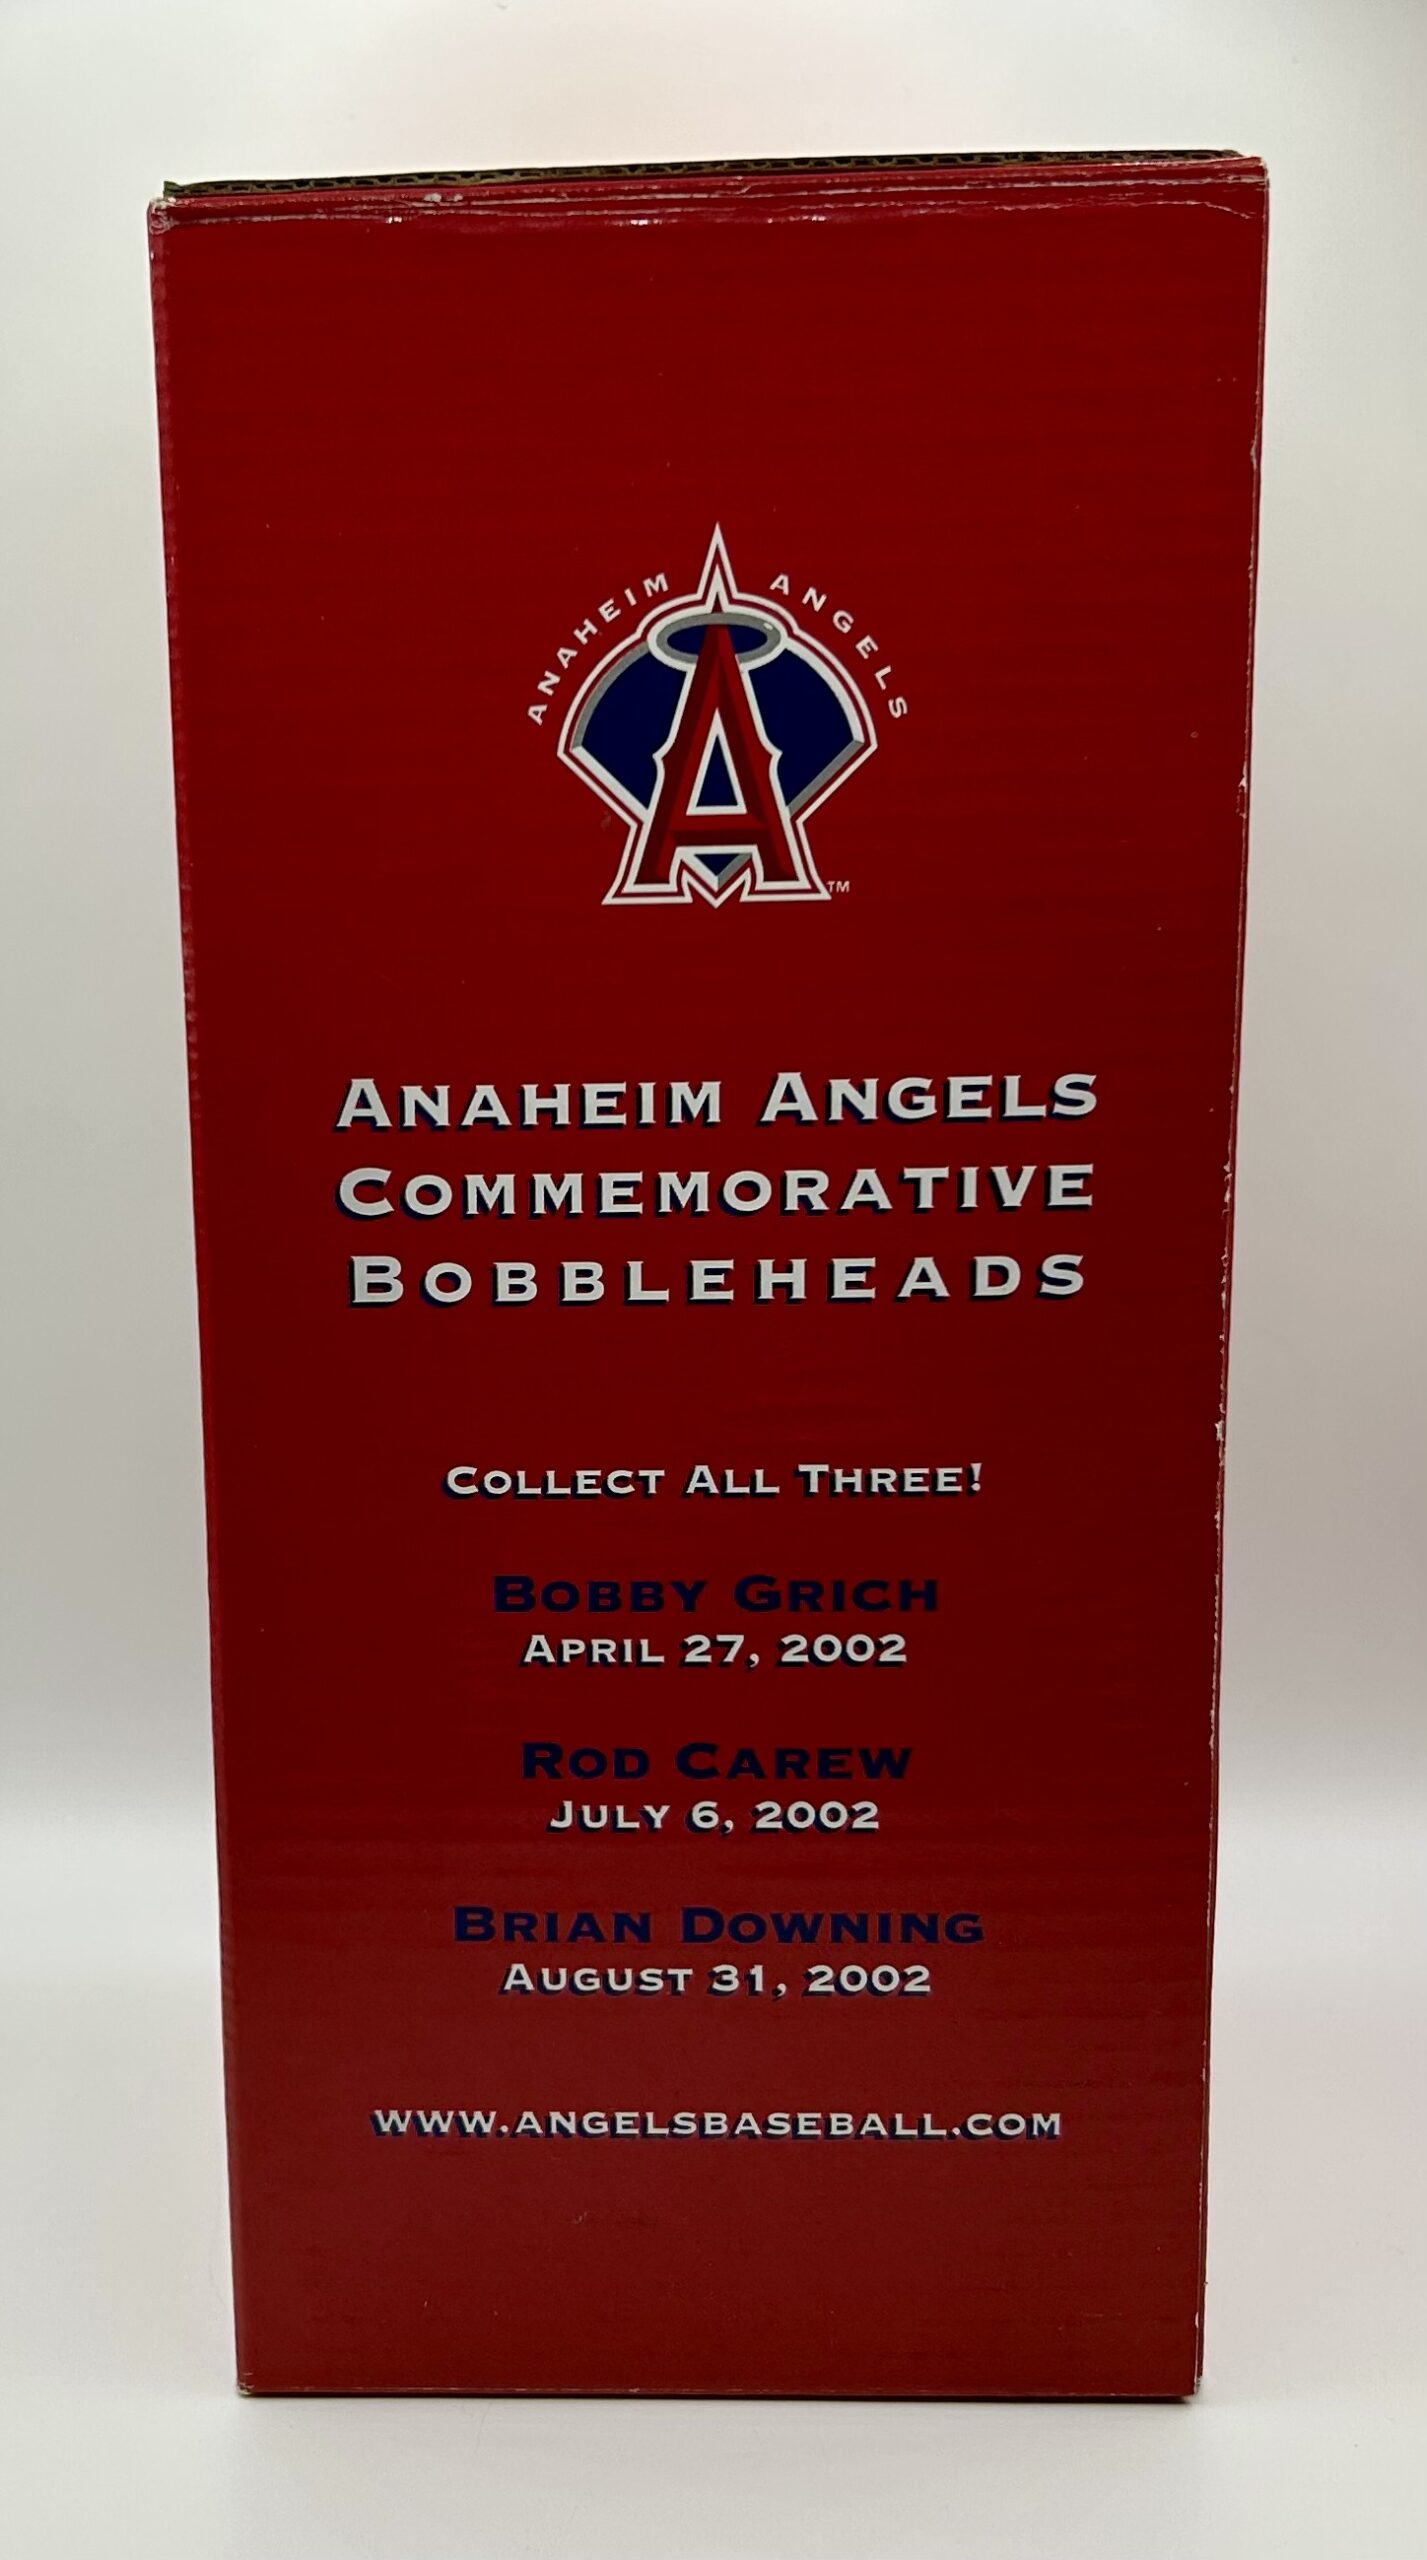 ANAHEIM ANGELS
A
TM
ANAHEIM ANGELS
COMMEMORATIVE
BOBBLEHEADS
COLLECT ALL THREE!
BOBBY GRICH
APRIL 27, 2002
ROD CAREW
JULY 6, 2002
BRIAN DOWNING
AUGUST 31, 2002
WWW.ANGELSBASEBALL.COM